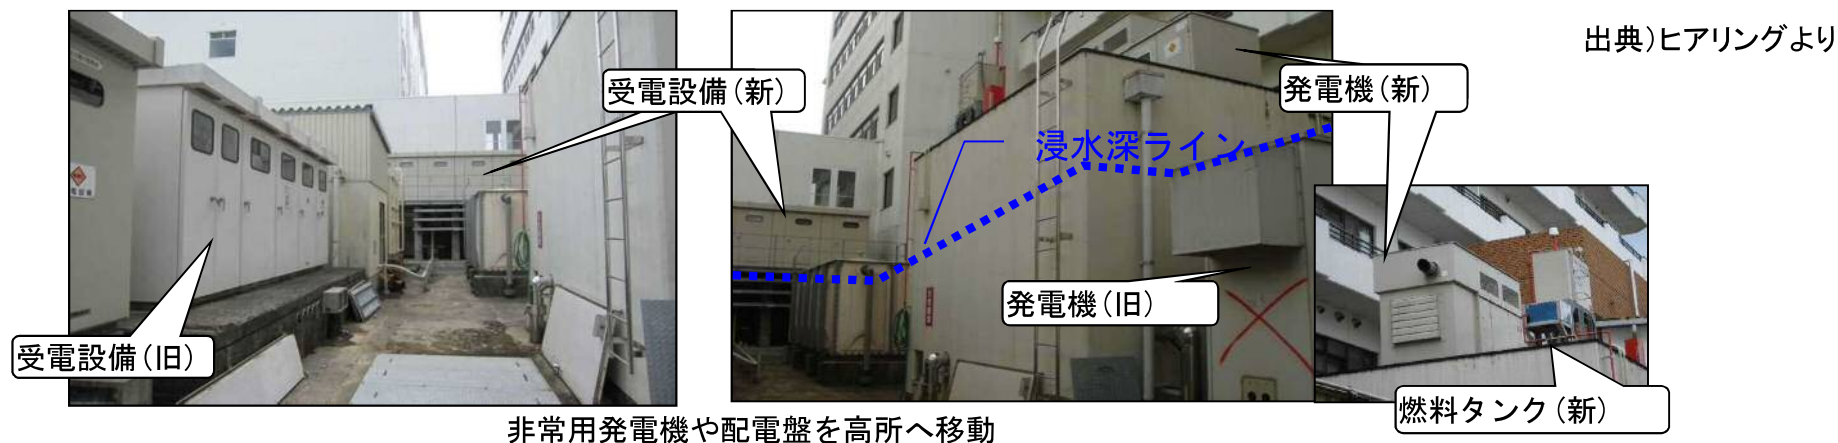 出典)ヒアリングより
受電設備(新)
発電機(新)
浸水深ライン
発電機(旧)
受電設備(旧)
燃料タンク(新)
非常用発電機や配電盤を高所へ移動